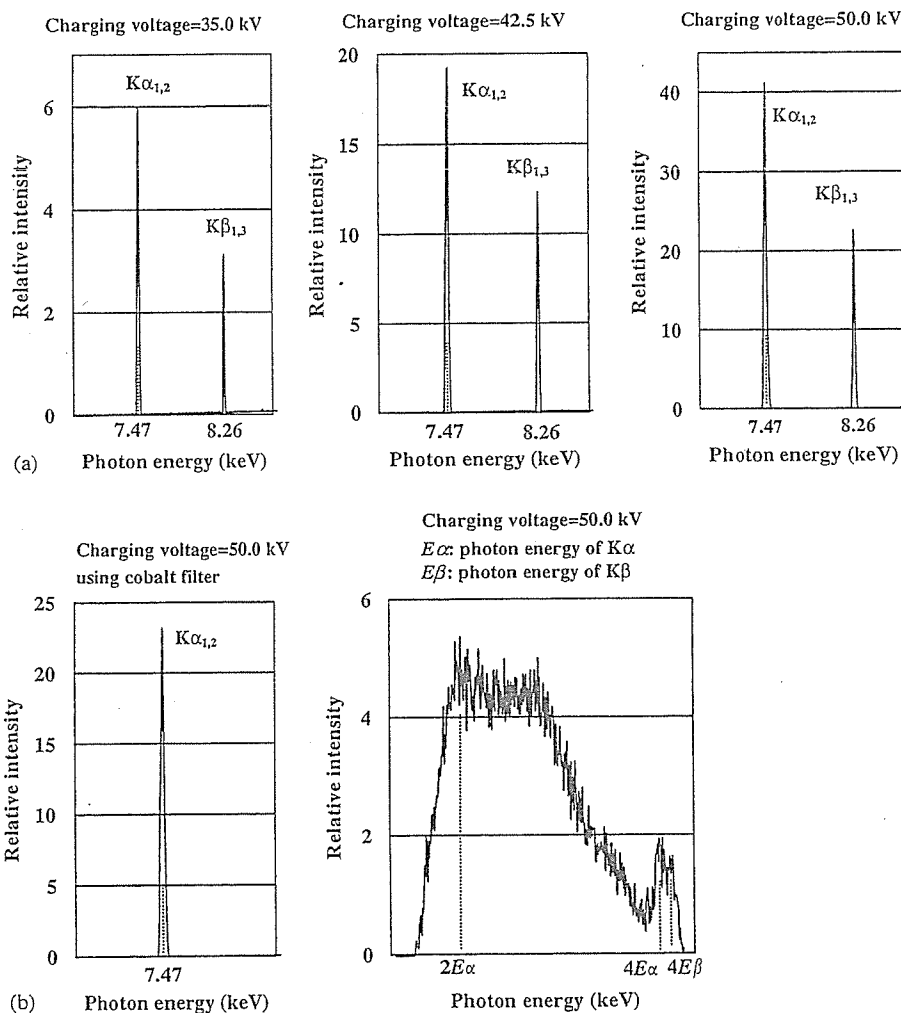 Charging voltage=35.0 kV
Relative intensity
6
4
2
0
Kα1,2
Kβ1,3
7.47
8.26
Photon energy (keV)
Charging voltage=42.5 kV
Relative intensity
20
15
10
5
0
Kα1,2
Kβ1,3
7.47
8.26
Photon energy (keV)
Charging voltage=50.0 kV
Relative intensity
40
30
20
10
0
Kα1,2
Kβ1,3
7.47
8.26
Photon energy (keV)
(a)
Charging voltage=50.0 kV
using cobalt filter
Relative intensity
25
20
15
10
5
0
Kα1,2
7.47
Photon energy (keV)
Charging voltage=50.0 kV
Eα: photon energy of Kα
Eβ: photon energy of Kβ
Relative intensity
6
4
2
0
2Eα
4Eα
4Eβ
Photon energy (keV)
(b)